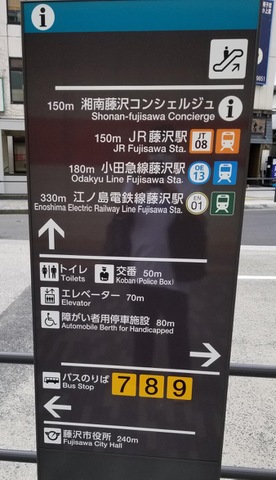 i
150m 湘南藤沢コンシェルジュ i
Shonan-fujisawa Concierge
150m JR藤沢駅 JT 08
JR Fujisawa Sta.
180m 小田急線藤沢駅 OE 13
Odakyu Line Fujisawa Sta.
330m 江ノ島電鉄線藤沢駅 EN 01
Enoshima Electric Railway Line Fujisawa Sta.
トイレ 交番 50m
Toilets Koban(Police Box)
エレベーター 70m
Elevator
障がい者用停車施設 80m
Automobile Berth for Handicapped
バスのりば 7 8 9
Bus Stop
藤沢市役所 240m
Fujisawa City Hall